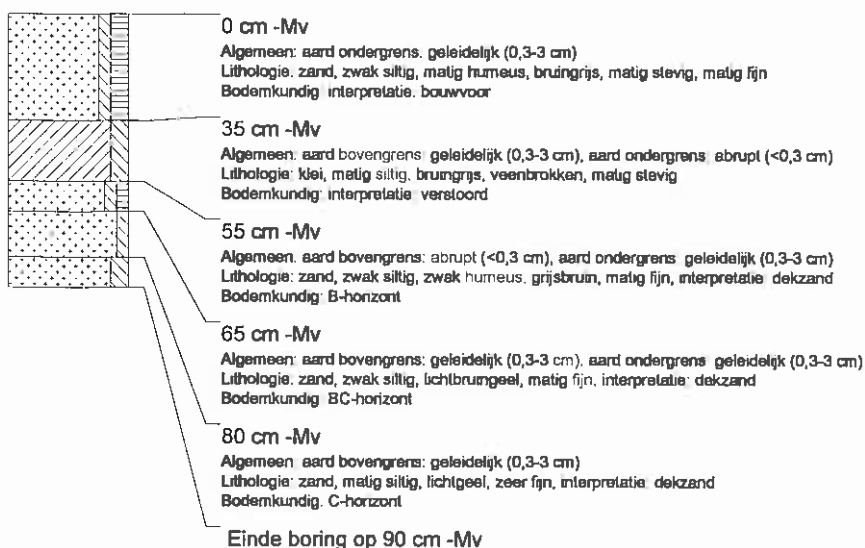 0 cm -Mv
Algemeen: aard ondergrens: geleidelijk (0,3-3 cm)
Lithologie: zand, zwak siltig, matig humeus, bruingrijs, matig stevig, matig fijn
Bodemkundig: interpretatie: bouwvoor
35 cm -Mv
Algemeen: aard bovengrens: geleidelijk (0,3-3 cm), aard ondergrens: abrupt (<0,3 cm)
Lithologie: klei, matig siltig, bruingrijs, veenbrokken, matig stevig
Bodemkundig: interpretatie: verstoord
55 cm -Mv
Algemeen: aard bovengrens: abrupt (<0,3 cm), aard ondergrens: geleidelijk (0,3-3 cm)
Lithologie: zand, zwak siltig, zwak humeus, grijsbruin, matig fijn, interpretatie: dekzand
Bodemkundig: B-horizont
65 cm -Mv
Algemeen: aard bovengrens: geleidelijk (0,3-3 cm), aard ondergrens: geleidelijk (0,3-3 cm)
Lithologie: zand, zwak siltig, lichtbruingeel, matig fijn, interpretatie: dekzand
Bodemkundig: BC-horizont
80 cm -Mv
Algemeen: aard bovengrens: geleidelijk (0,3-3 cm)
Lithologie: zand, matig siltig, lichtgeel, zeer fijn, interpretatie: dekzand
Bodemkundig: C-horizont
Einde boring op 90 cm -Mv